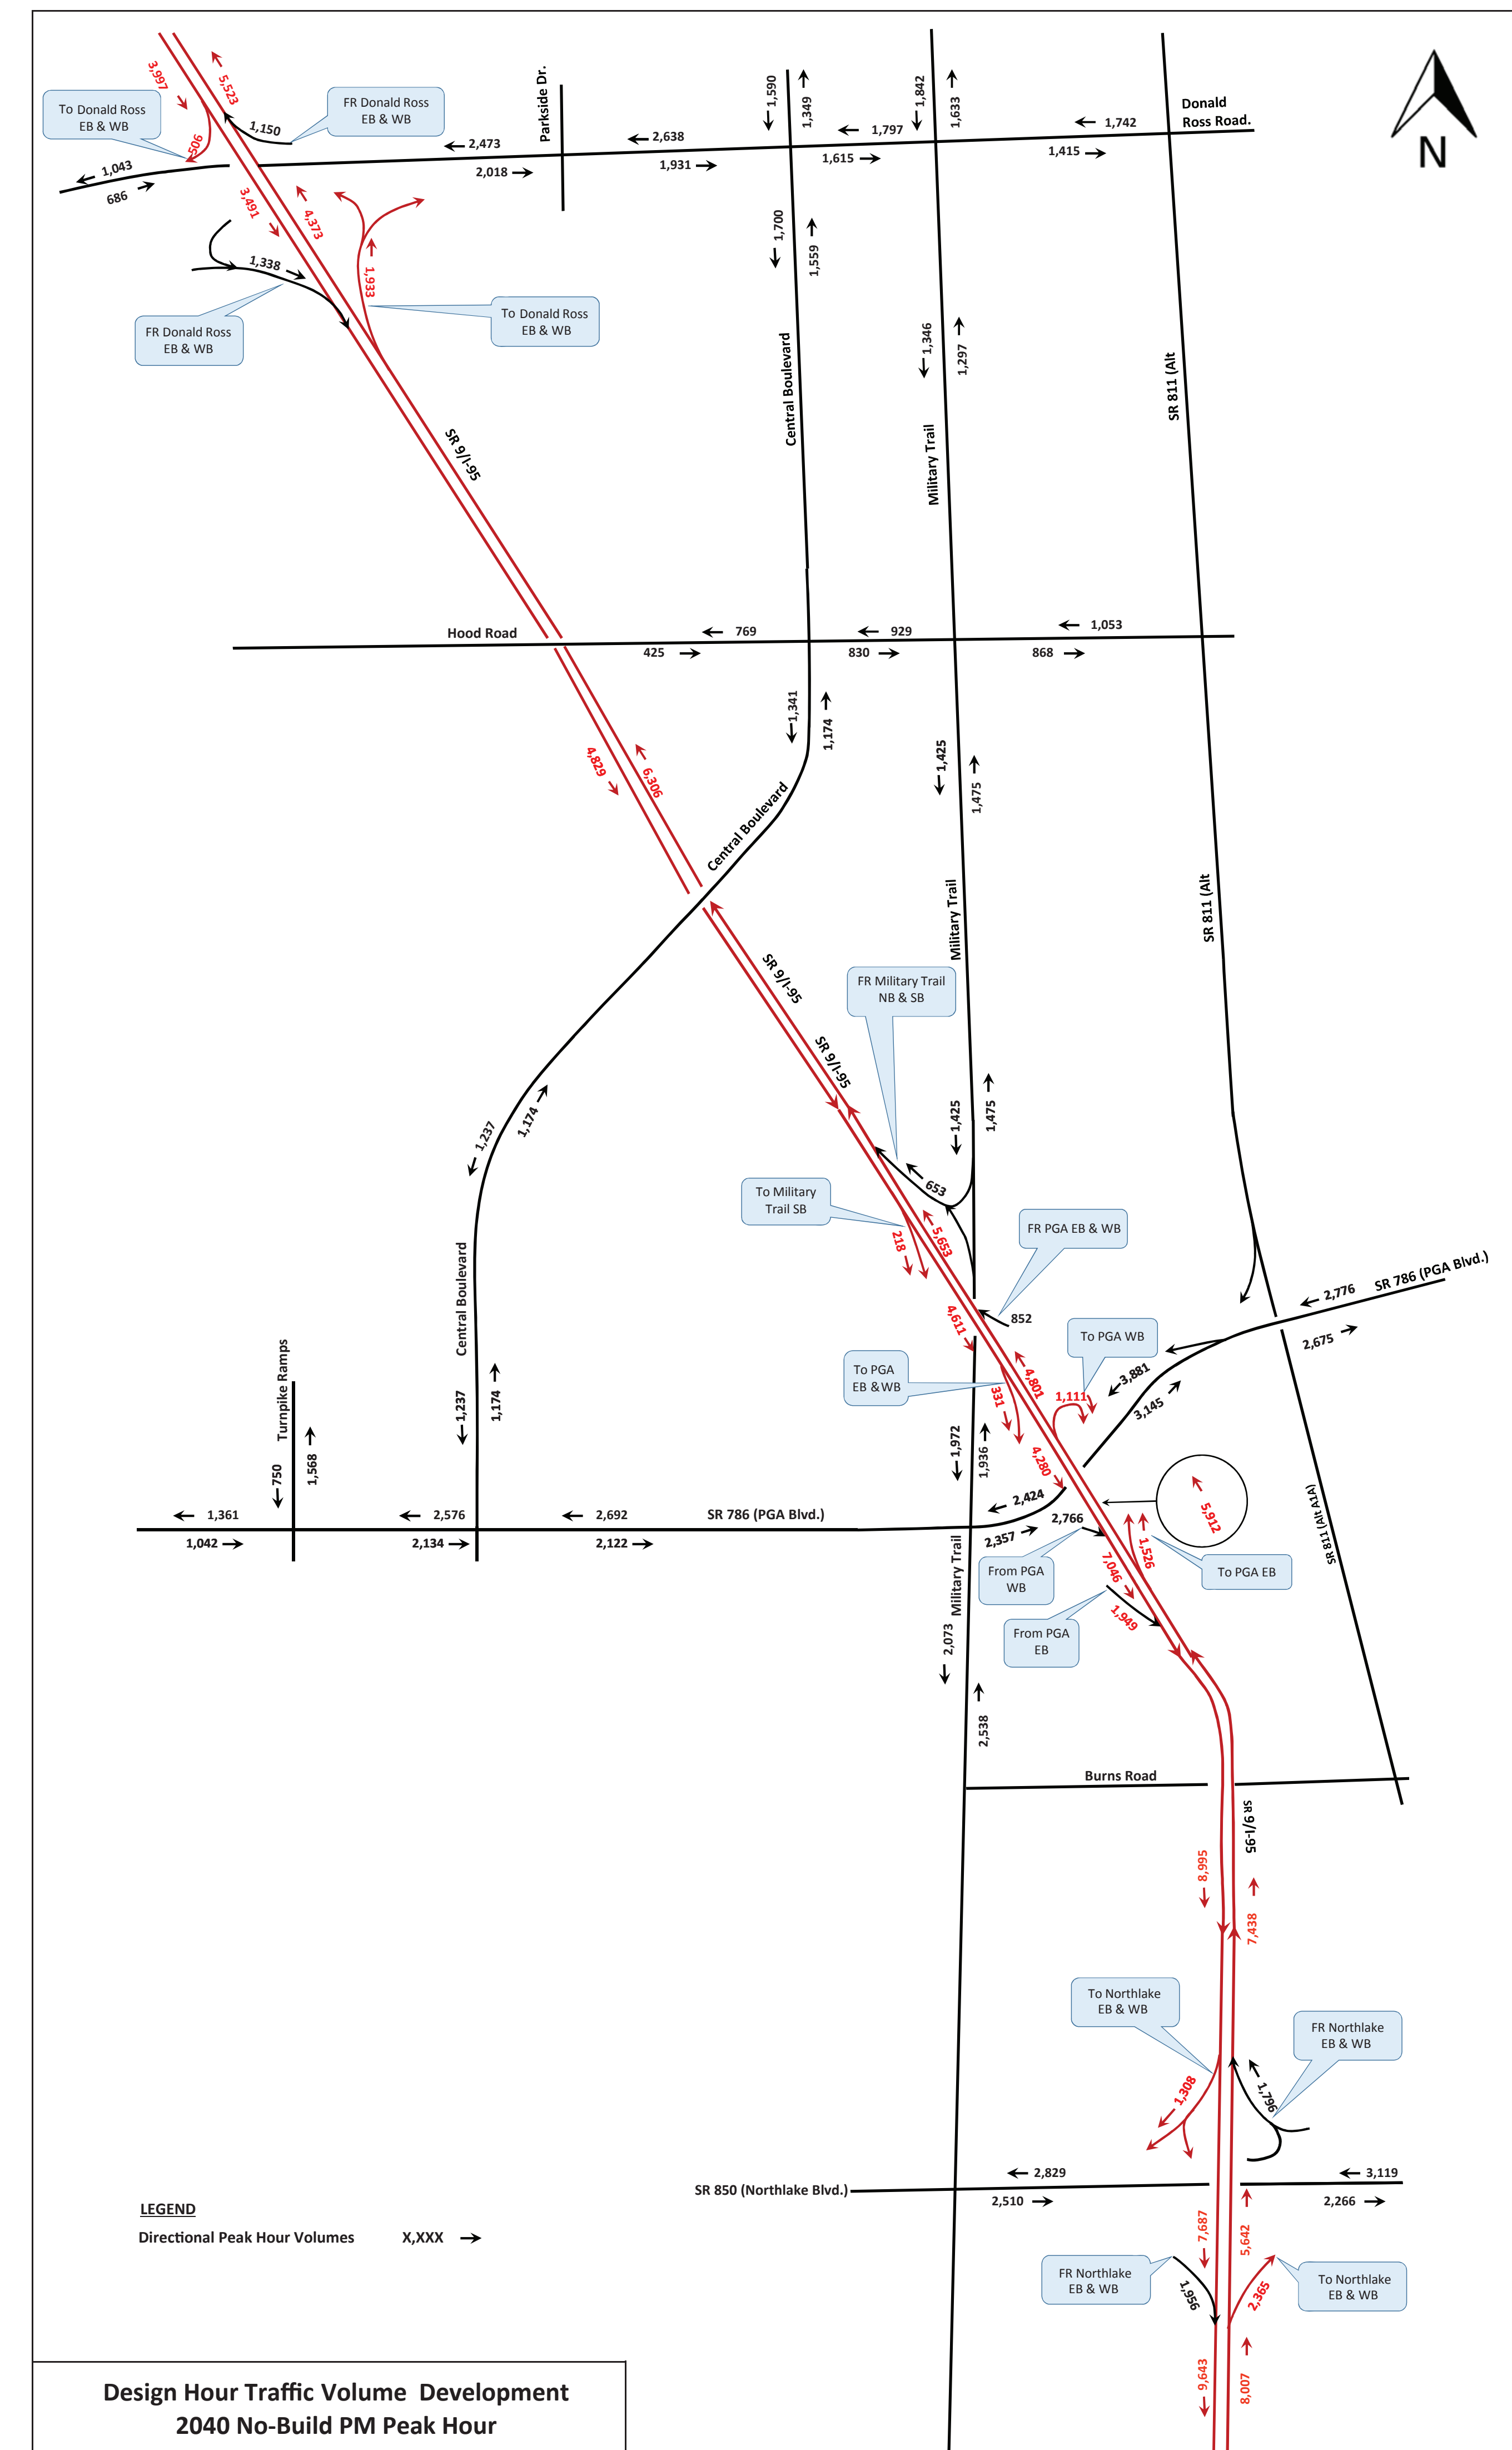 3,997
5,523
To Donald Ross
EB & WB
FR Donald Ross
EB & WB
1,150
506
1,043
686
2,473
2,018
Parkside Dr.
2,638
1,931
1,590
1,349
1,797
1,615
1,842
1,633
1,742
1,415
Donald
Ross Road.
N
3,491
4,373
1,338
1,933
FR Donald Ross
EB & WB
To Donald Ross
EB & WB
1,700
1,559
Central Boulevard
1,346
1,297
Military Trail
SR 811 (Alt
SR 9/I-95
Hood Road
769
425
929
830
1,053
868
1,341
1,174
4,829
6,306
1,425
1,475
Central Boulevard
Military Trail
SR 811 (Alt
SR 9/I-95
SR 9/I-95
FR Military Trail
NB & SB
1,425
1,475
1,237
1,174
653
To Military
Trail SB
218
5,653
FR PGA EB & WB
852
4,611
To PGA WB
To PGA
EB & WB
331
4,801
1,111
3,881
3,145
2,776
SR 786 (PGA Blvd.)
2,675
Central Boulevard
Turnpike Ramps
750
1,568
1,237
1,174
1,972
1,936
4,280
2,424
2,357
2,766
5,912
1,361
1,042
2,576
2,134
2,692
2,122
SR 786 (PGA Blvd.)
Military Trail
From PGA
WB
7,046
1,526
To PGA EB
SR 811 (Alt A1A)
From PGA
EB
1,949
2,073
2,538
Burns Road
SR 9/I-95
8,995
7,438
To Northlake
EB & WB
FR Northlake
EB & WB
1,308
1,796
SR 850 (Northlake Blvd.)
2,829
2,510
3,119
2,266
7,687
5,642
FR Northlake
EB & WB
1,956
2,365
To Northlake
EB & WB
9,643
8,007
LEGEND
Directional Peak Hour Volumes X,XXX
Design Hour Traffic Volume Development
2040 No-Build PM Peak Hour